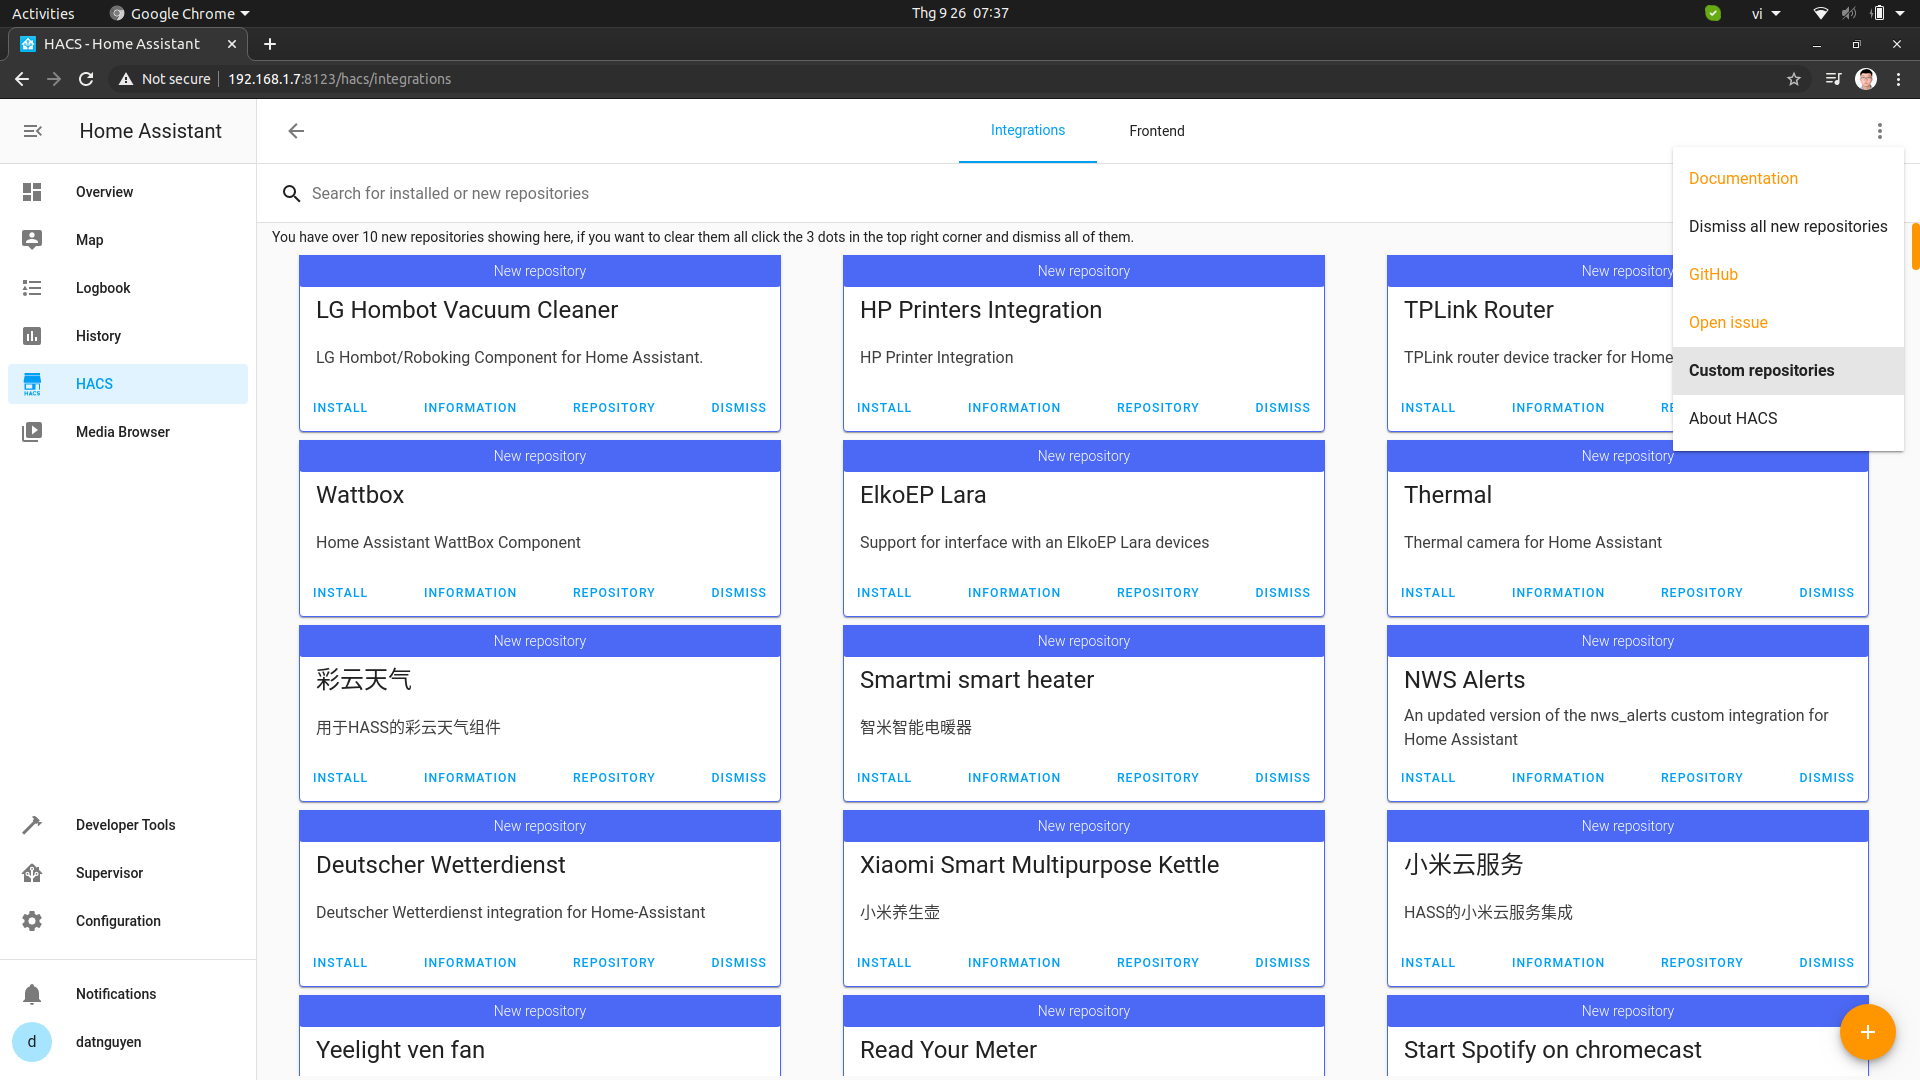 Activities
Google Chrome
Thg 9 26 07:37
vi
HACS - Home Assistant
Not secure
192.168.1.7:8123/hacs/integrations
Home Assistant
Integrations
Frontend
Overview
Map
Logbook
History
HACS
HACS
Media Browser
Developer Tools
Supervisor
Configuration
Notifications
d
datnguyen
Search for installed or new repositories
Documentation
Dismiss all new repositories
GitHub
Open issue
Custom repositories
About HACS
You have over 10 new repositories showing here, if you want to clear them all click the 3 dots in the top right corner and dismiss all of them.
New repository
LG Hombot Vacuum Cleaner
LG Hombot/Roboking Component for Home Assistant.
INSTALL INFORMATION REPOSITORY DISMISS
New repository
HP Printers Integration
HP Printer Integration
INSTALL INFORMATION REPOSITORY DISMISS
New repository
TPLink Router
TPLink router device tracker for Home
INSTALL INFORMATION RE
New repository
Wattbox
Home Assistant WattBox Component
INSTALL INFORMATION REPOSITORY DISMISS
New repository
ElkoEP Lara
Support for interface with an ElkoEP Lara devices
INSTALL INFORMATION REPOSITORY DISMISS
New repository
Thermal
Thermal camera for Home Assistant
INSTALL INFORMATION REPOSITORY DISMISS
New repository
彩云天气
用于HASS的彩云天气组件
INSTALL INFORMATION REPOSITORY DISMISS
New repository
Smartmi smart heater
智米智能电暖器
INSTALL INFORMATION REPOSITORY DISMISS
New repository
NWS Alerts
An updated version of the nws_alerts custom integration for
Home Assistant
INSTALL INFORMATION REPOSITORY DISMISS
New repository
Deutscher Wetterdienst
Deutscher Wetterdienst integration for Home-Assistant
INSTALL INFORMATION REPOSITORY DISMISS
New repository
Xiaomi Smart Multipurpose Kettle
小米养生壶
INSTALL INFORMATION REPOSITORY DISMISS
New repository
小米云服务
HASS的小米云服务集成
INSTALL INFORMATION REPOSITORY DISMISS
New repository
Yeelight ven fan
New repository
Read Your Meter
New repository
Start Spotify on chromecast